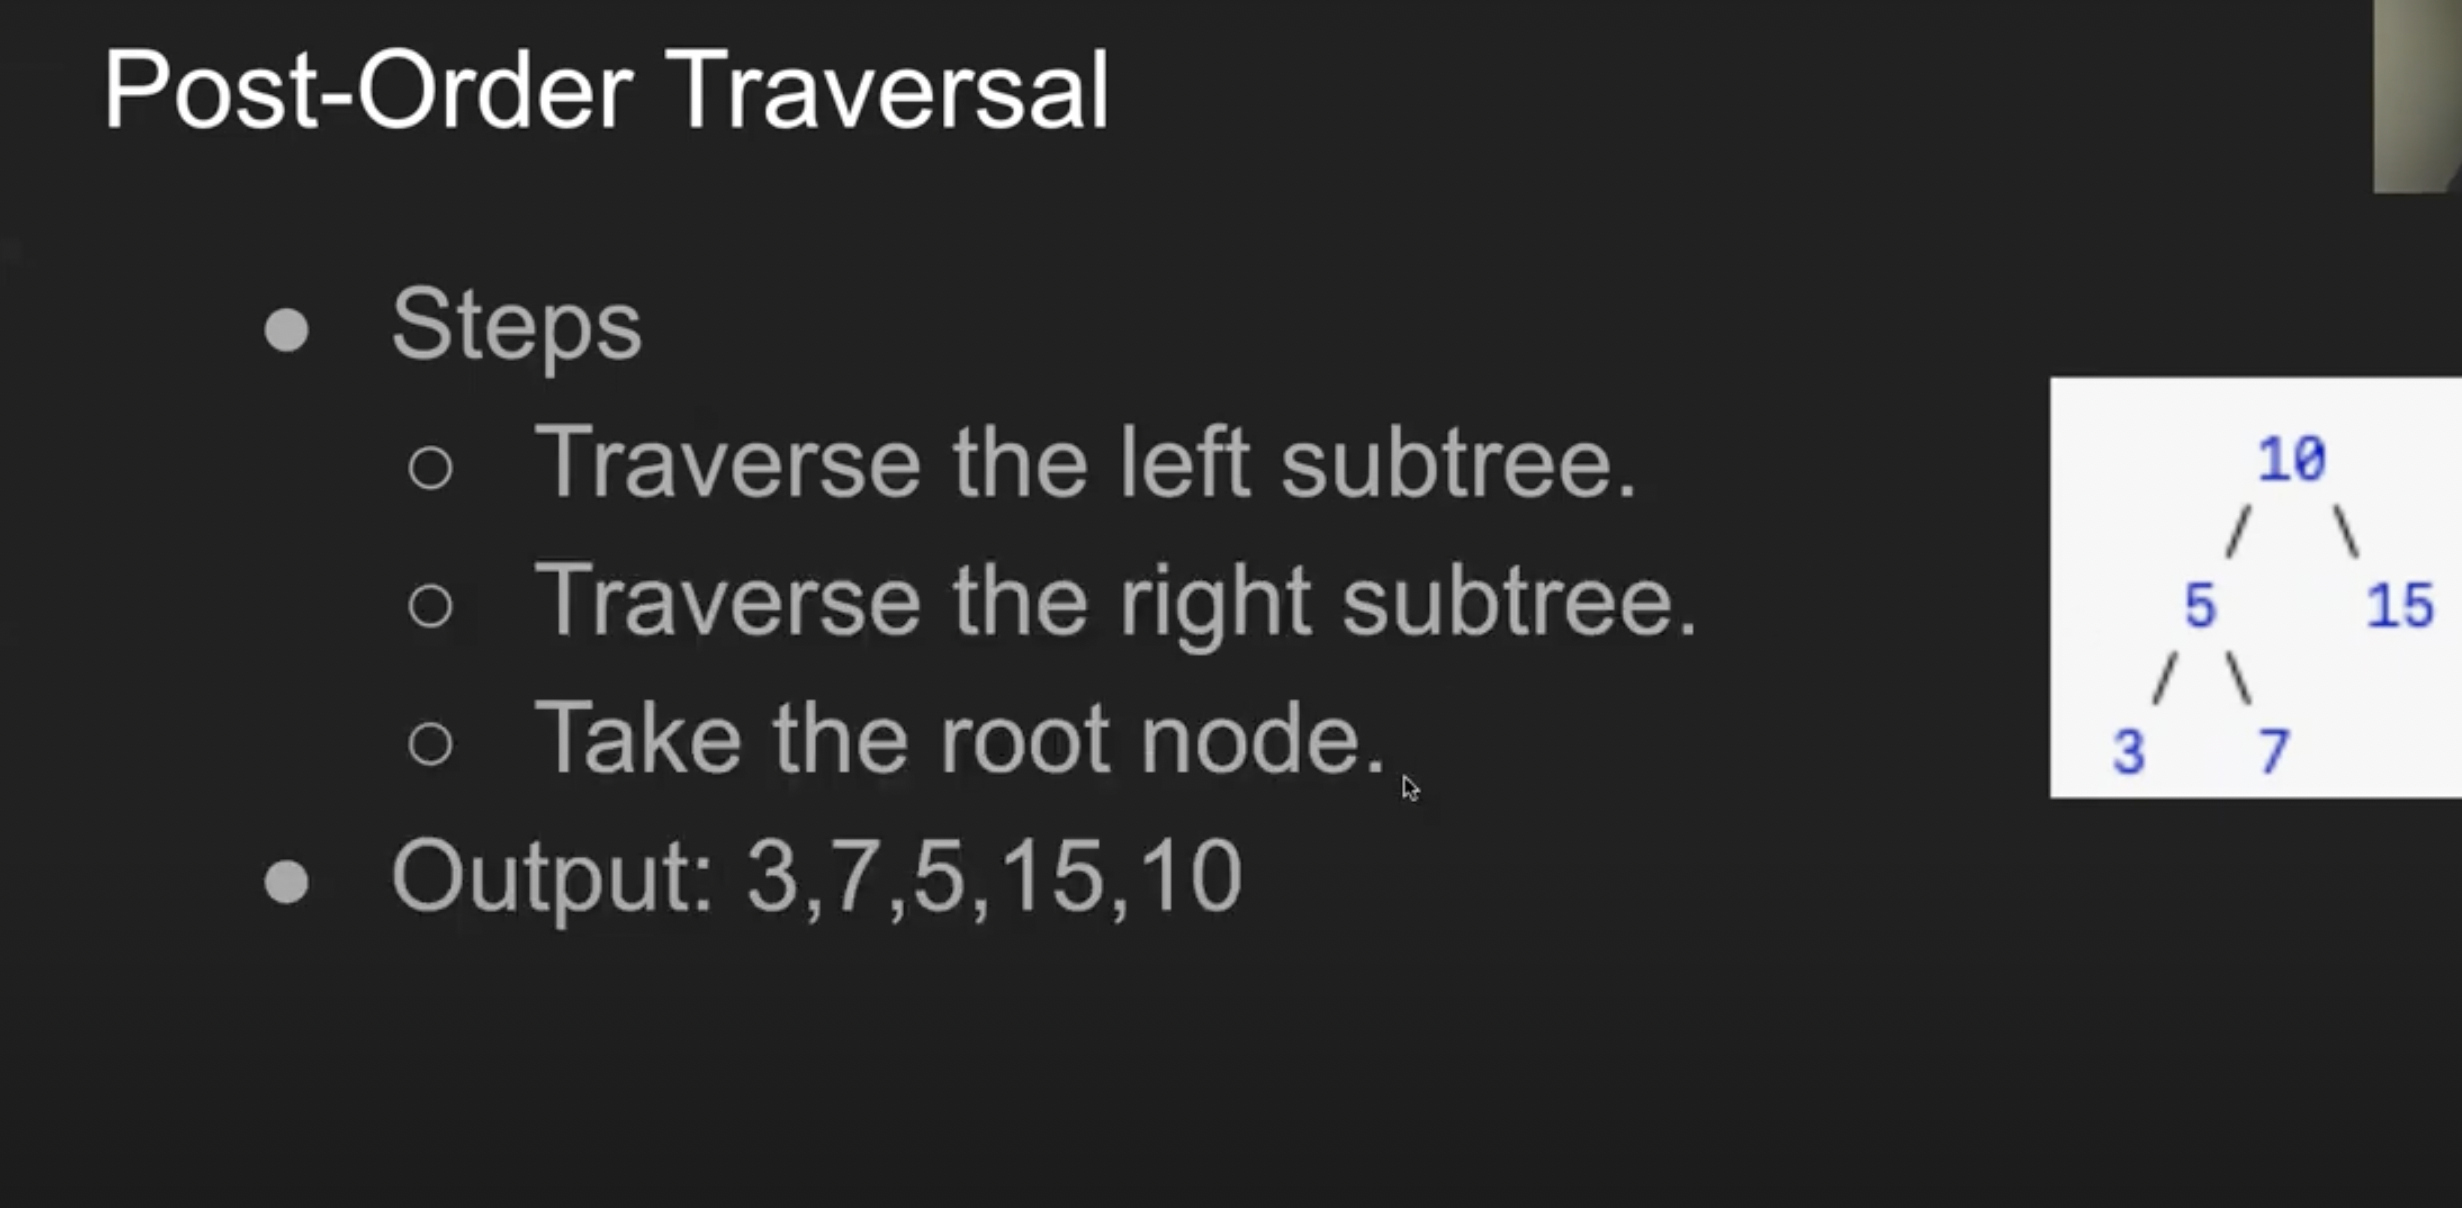 Post-Order Traversal
● Steps
○ Traverse the left subtree.
○ Traverse the right subtree.
○ Take the root node.
● Output: 3,7,5,15,10
10
/ \
5 15
/ \
3 7